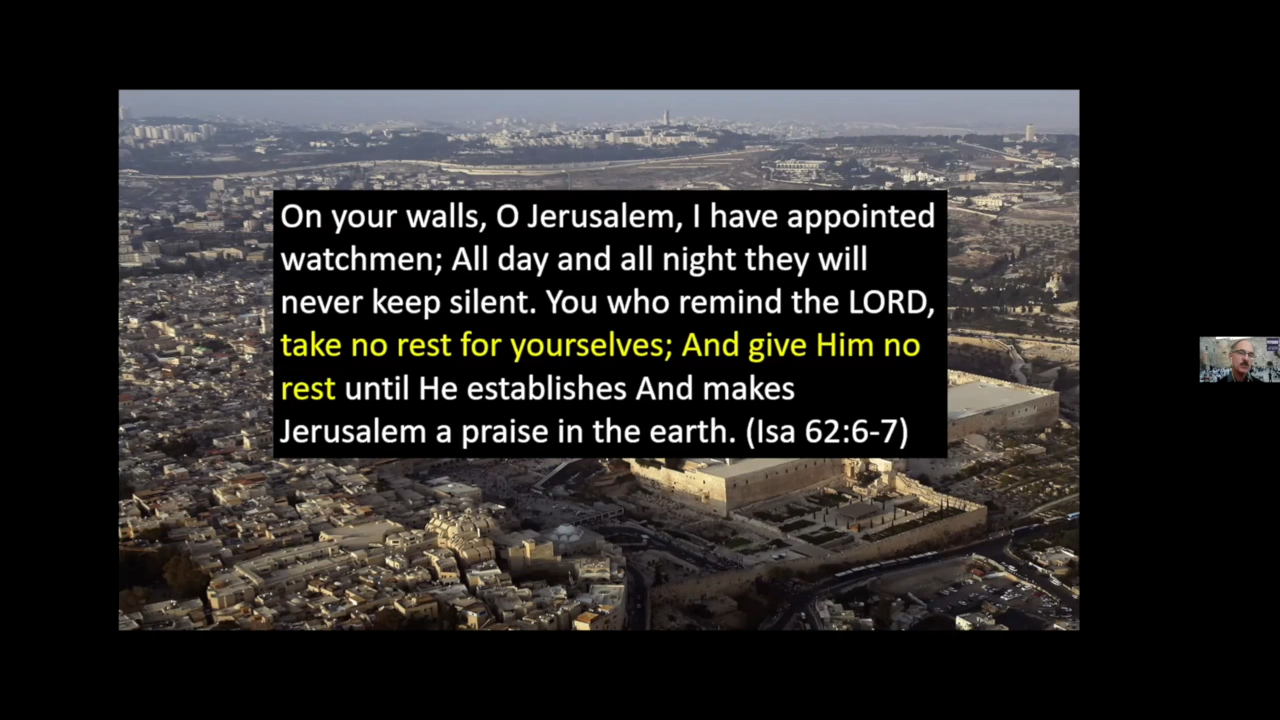 On your walls, O Jerusalem, I have appointed
watchmen; All day and all night they will
never keep silent. You who remind the LORD,
take no rest for yourselves; And give Him no
rest until He establishes And makes
Jerusalem a praise in the earth. (Isa 62:6-7)